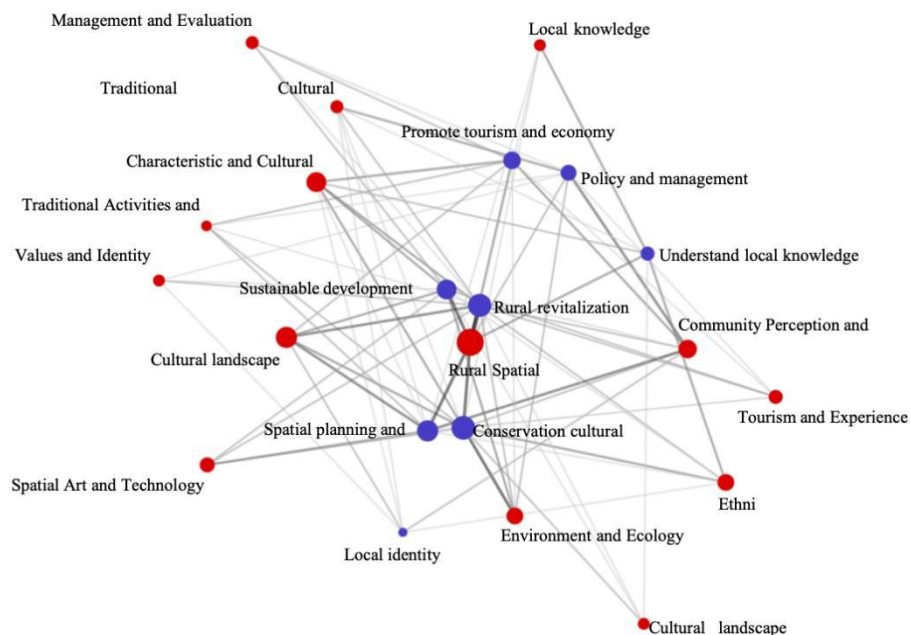 Management and Evaluation
Local knowledge
Traditional
Cultural
Promote tourism and economy
Characteristic and Cultural
Policy and management
Traditional Activities and
Values and Identity
Understand local knowledge
Sustainable development
Rural revitalization
Community Perception and
Cultural landscape
Rural Spatial
Tourism and Experience
Spatial planning and
Conservation cultural
Spatial Art and Technology
Ethni
Environment and Ecology
Local identity
Cultural landscape